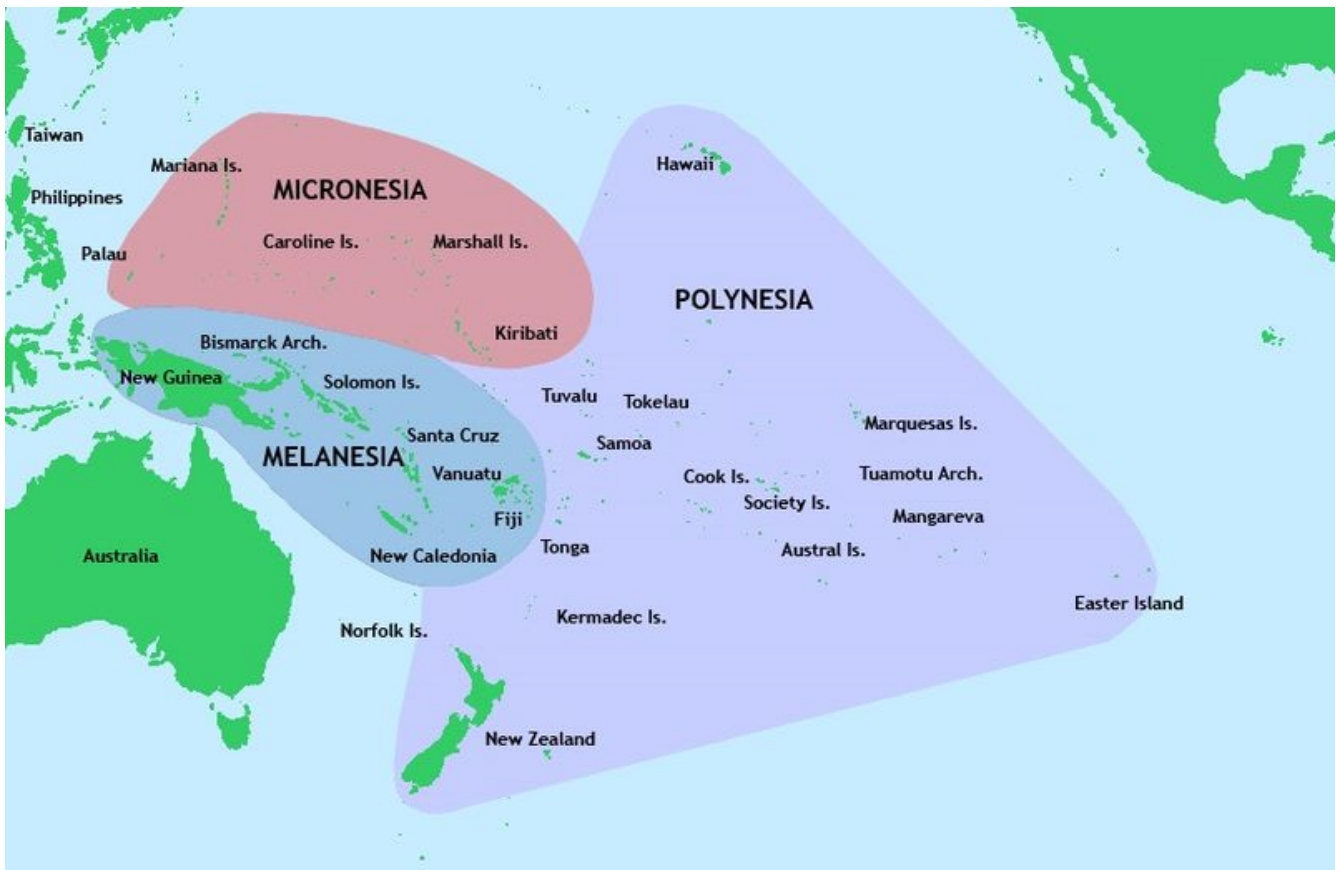 Taiwan
Mariana Is.
Hawaii
MICRONESIA
Philippines
Caroline Is.
Marshall Is.
Palau
POLYNESIA
Kiribati
Bismarck Arch.
New Guinea
Solomon Is.
Tuvalu
Tokelau
Marquesas Is.
Santa Cruz
Samoa
MELANESIA
Vanuatu
Cook Is.
Tuamotu Arch.
Society Is.
Fiji
Mangareva
Tonga
Austral Is.
Australia
New Caledonia
Easter Island
Kermadec Is.
Norfolk Is.
New Zealand